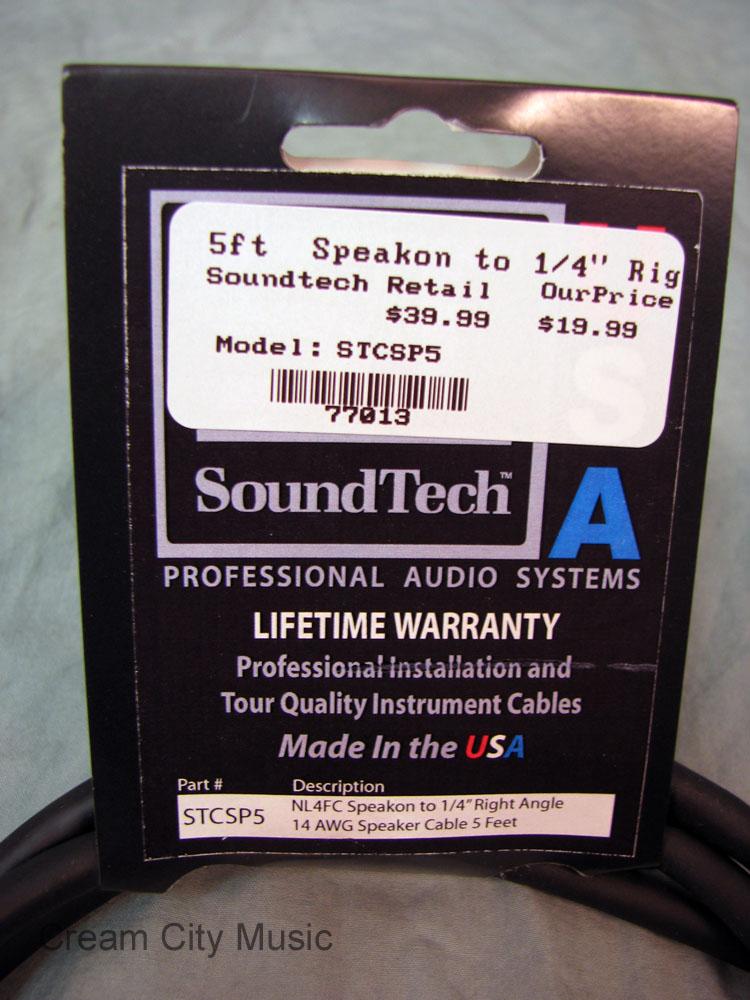 5ft Speakon to 1/4" Rig
Soundtech Retail OurPrice
$39.99 $19.99
Model: STCSP5
77013
SoundTech™
USA
PROFESSIONAL AUDIO SYSTEMS
LIFETIME WARRANTY
Professional Installation and
Tour Quality Instrument Cables
Made In the USA
Part # Description
STCSP5 NL4FC Speakon to 1/4" Right Angle
14 AWG Speaker Cable 5 Feet
Cream City Music